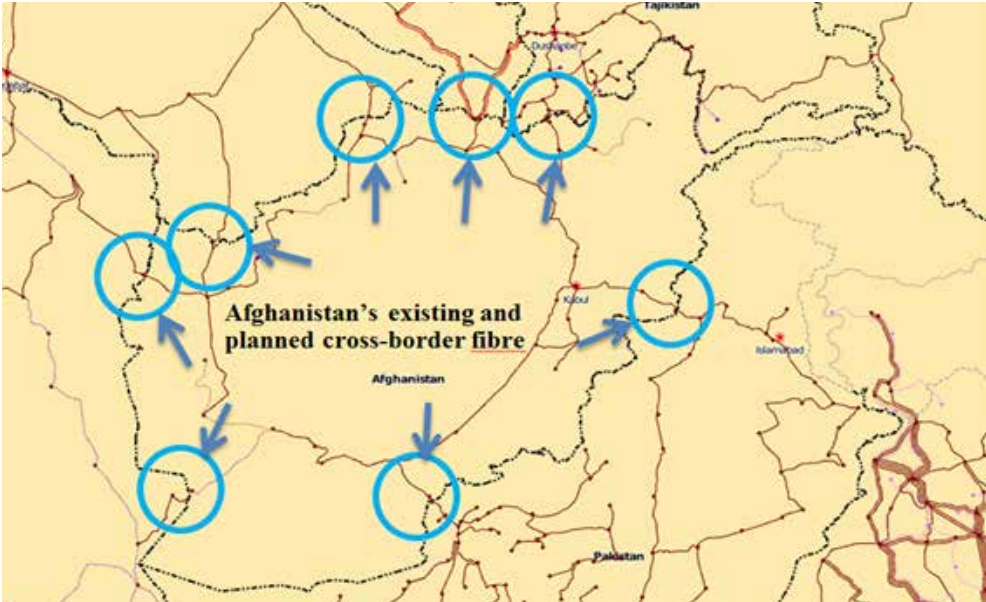 Tajikistan
Dushanbe
Afghanistan's existing and
planned cross-border fibre
Kabul
Islamabad
Afghanistan
Pakistan